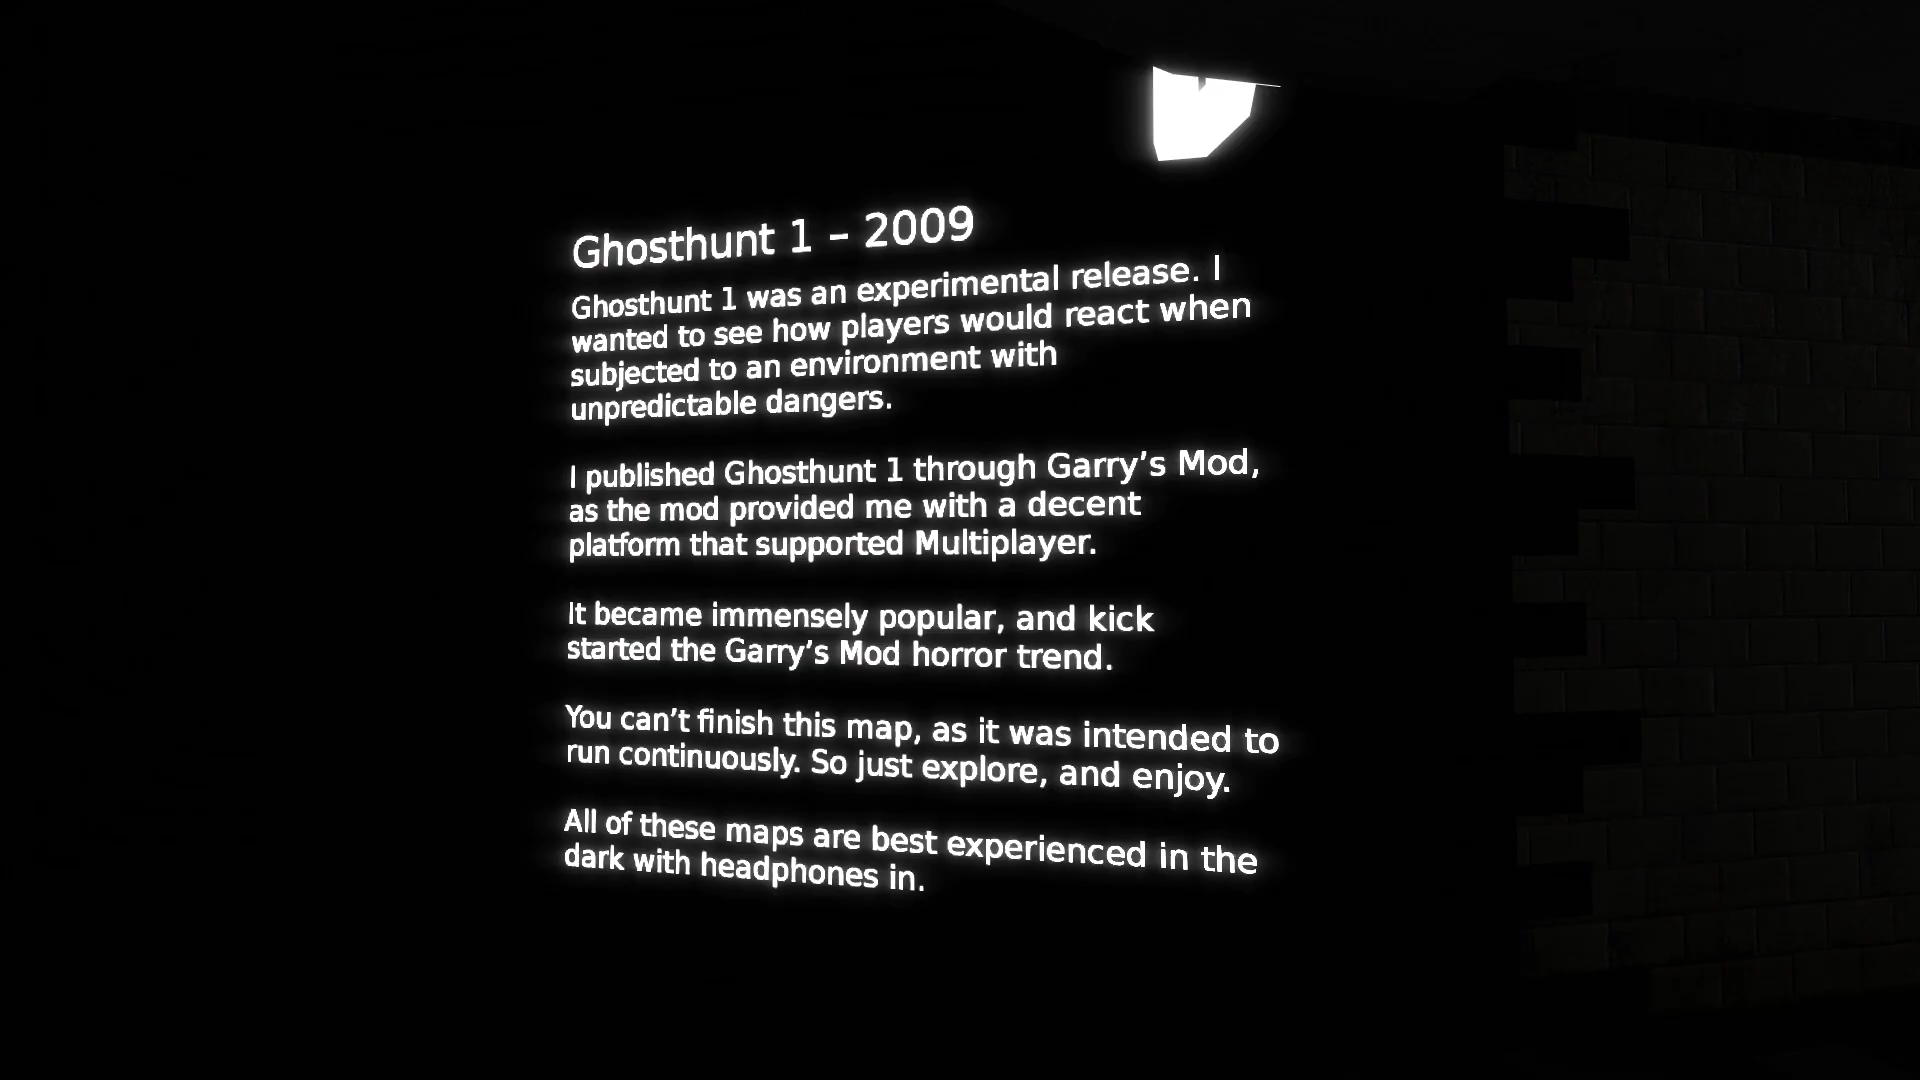 Ghosthunt 1 – 2009
Ghosthunt 1 was an experimental release. I
wanted to see how players would react when
subjected to an environment with
unpredictable dangers.
I published Ghosthunt 1 through Garry’s Mod,
as the mod provided me with a decent
platform that supported Multiplayer.
It became immensely popular, and kick
started the Garry’s Mod horror trend.
You can’t finish this map, as it was intended to
run continuously. So just explore, and enjoy.
All of these maps are best experienced in the
dark with headphones in.